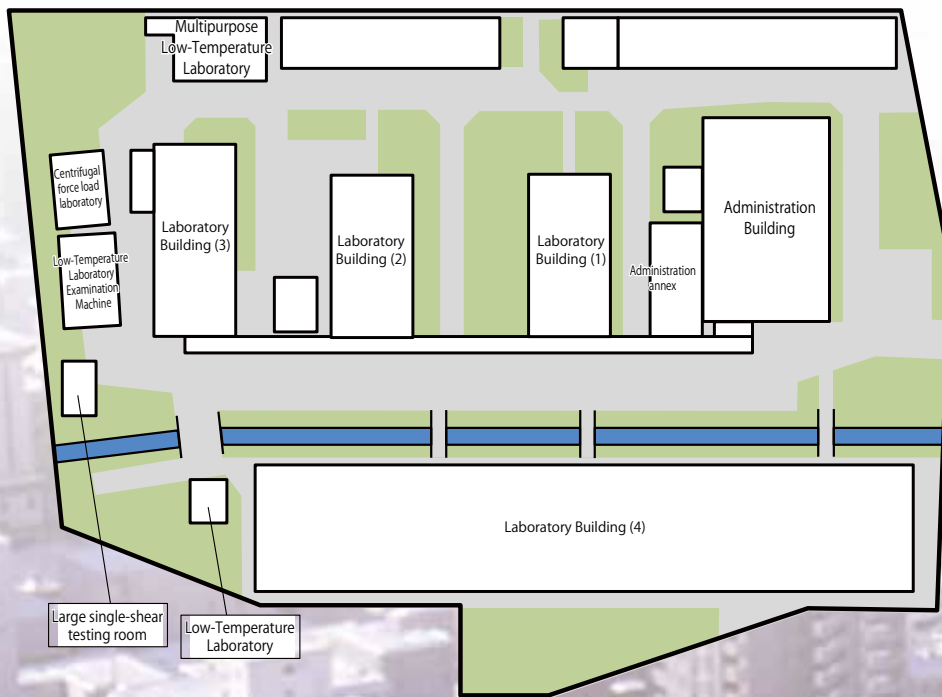 Multipurpose
Low-Temperature
Laboratory
Centrifugal
force load
laboratory
Low-Temperature
Laboratory
Examination
Machine
Laboratory
Building (3)
Laboratory
Building (2)
Laboratory
Building (1)
Administration
annex
Administration
Building
Laboratory Building (4)
Large single-shear
testing room
Low-Temperature
Laboratory